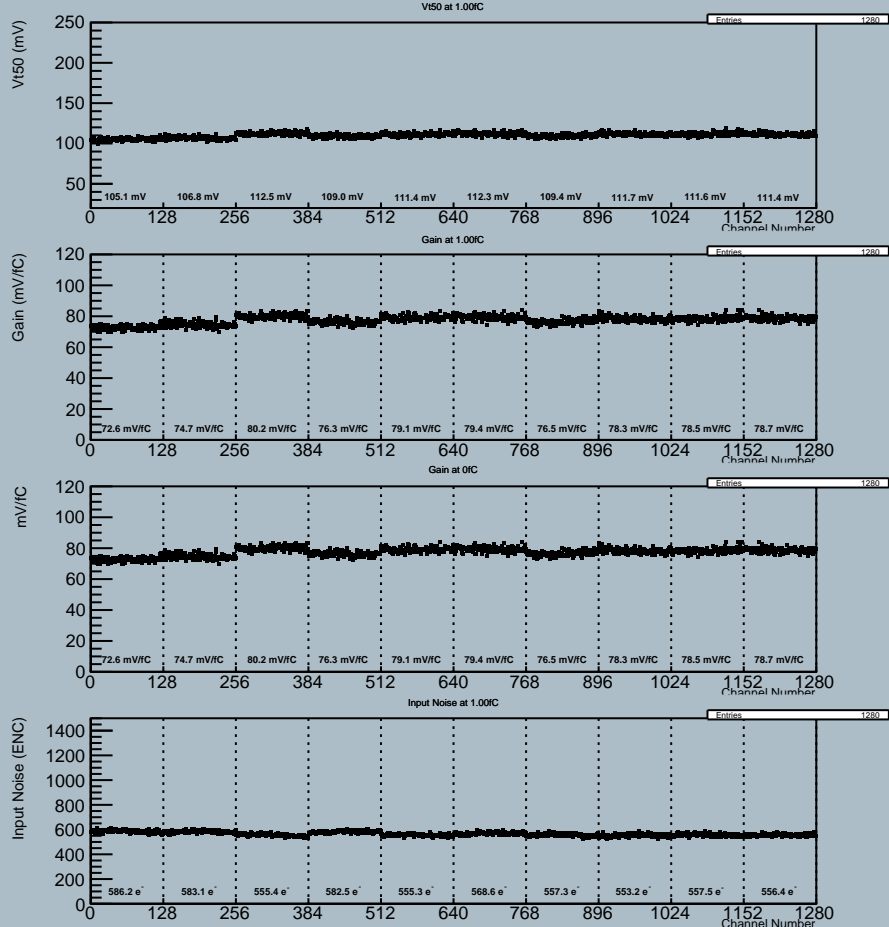 Vt50 at 1.00fC
Entries 1280
Vt50 (mV)
250
200
150
100
50
105.1 mV 106.8 mV 112.5 mV 109.0 mV 111.4 mV 112.3 mV 109.4 mV 111.7 mV 111.6 mV 111.4 mV
0 128 256 384 512 640 768 896 1024 1152 1280
Channel Number
Gain at 1.00fC
Entries 1280
Gain (mV/fC)
120
100
80
60
40
20
0
72.6 mV/fC 74.7 mV/fC 80.2 mV/fC 76.3 mV/fC 79.1 mV/fC 79.4 mV/fC 76.5 mV/fC 78.3 mV/fC 78.5 mV/fC 78.7 mV/fC
0 128 256 384 512 640 768 896 1024 1152 1280
Channel Number
Gain at 0fC
Entries 1280
mV/fC
120
100
80
60
40
20
0
72.6 mV/fC 74.7 mV/fC 80.2 mV/fC 76.3 mV/fC 79.1 mV/fC 79.4 mV/fC 76.5 mV/fC 78.3 mV/fC 78.5 mV/fC 78.7 mV/fC
0 128 256 384 512 640 768 896 1024 1152 1280
Channel Number
Input Noise at 1.00fC
Entries 1280
Input Noise (ENC)
1400
1200
1000
800
600
400
200
0
586.2 e⁻ 583.1 e⁻ 555.4 e⁻ 582.5 e⁻ 555.3 e⁻ 568.6 e⁻ 557.3 e⁻ 553.2 e⁻ 557.5 e⁻ 556.4 e⁻
0 128 256 384 512 640 768 896 1024 1152 1280
Channel Number